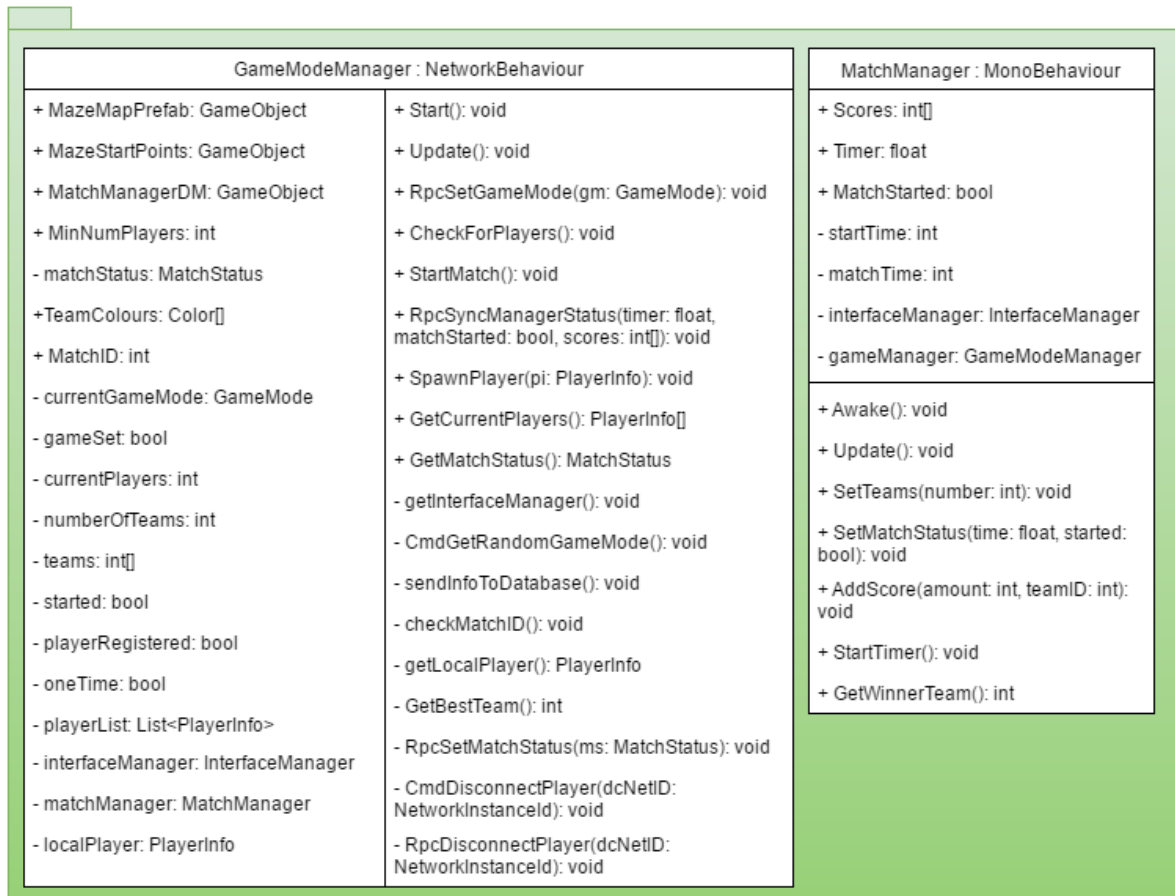 GameModeManager : NetworkBehaviour
+ MazeMapPrefab: GameObject
+ MazeStartPoints: GameObject
+ MatchManagerDM: GameObject
+ MinNumPlayers: int
- matchStatus: MatchStatus
+TeamColours: Color[]
+ MatchID: int
- currentGameMode: GameMode
- gameSet: bool
- currentPlayers: int
- numberOfTeams: int
- teams: int[]
- started: bool
- playerRegistered: bool
- oneTime: bool
- playerList: List<PlayerInfo>
- interfaceManager: InterfaceManager
- matchManager: MatchManager
- localPlayer: PlayerInfo
+ Start(): void
+ Update(): void
+ RpcSetGameMode(gm: GameMode): void
+ CheckForPlayers(): void
+ StartMatch(): void
+ RpcSyncManagerStatus(timer: float,
matchStarted: bool, scores: int[]): void
+ SpawnPlayer(pi: PlayerInfo): void
+ GetCurrentPlayers(): PlayerInfo[]
+ GetMatchStatus(): MatchStatus
- getInterfaceManager(): void
- CmdGetRandomGameMode(): void
- sendInfoToDatabase(): void
- checkMatchID(): void
- getLocalPlayer(): PlayerInfo
- GetBestTeam(): int
- RpcSetMatchStatus(ms: MatchStatus): void
- CmdDisconnectPlayer(dcNetID:
NetworkInstanceId): void
- RpcDisconnectPlayer(dcNetID:
NetworkInstanceId): void
MatchManager : MonoBehaviour
+ Scores: int[]
+ Timer: float
+ MatchStarted: bool
- startTime: int
- matchTime: int
- interfaceManager: InterfaceManager
- gameManager: GameModeManager
+ Awake(): void
+ Update(): void
+ SetTeams(number: int): void
+ SetMatchStatus(time: float, started:
bool): void
+ AddScore(amount: int, teamID: int):
void
+ StartTimer(): void
+ GetWinnerTeam(): int